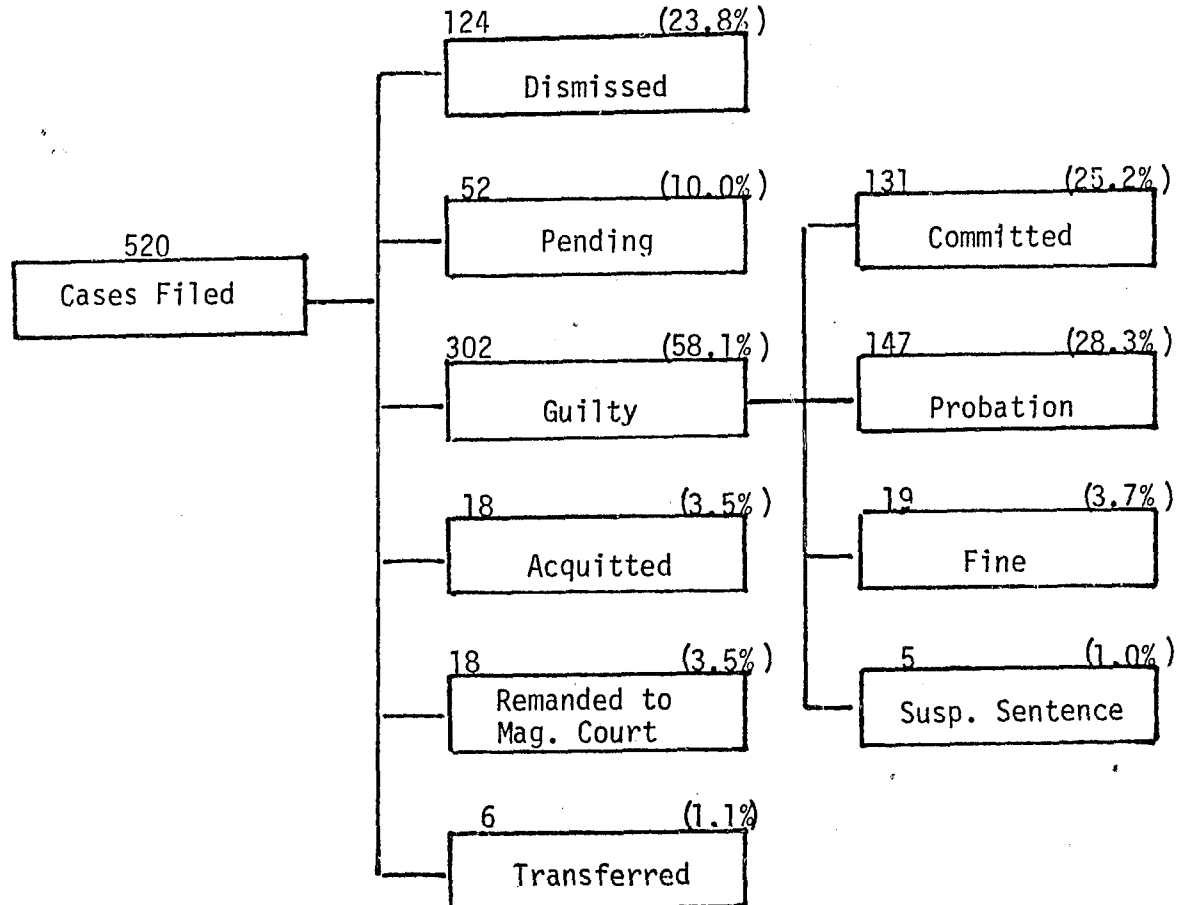 520
Cases Filed
124 (23.8%)
Dismissed
52 (10.0%)
Pending
302 (58.1%)
Guilty
18 (3.5%)
Acquitted
18 (3.5%)
Remanded to
Mag. Court
6 (1.1%)
Transferred
131 (25.2%)
Committed
147 (28.3%)
Probation
19 (3.7%)
Fine
5 (1.0%)
Susp. Sentence